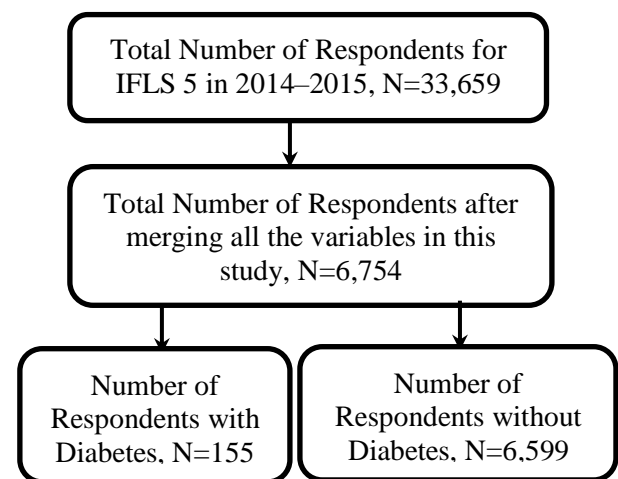 Total Number of Respondents for
IFLS 5 in 2014–2015, N=33,659
Total Number of Respondents after
merging all the variables in this
study, N=6,754
Number of
Respondents with
Diabetes, N=155
Number of
Respondents without
Diabetes, N=6,599